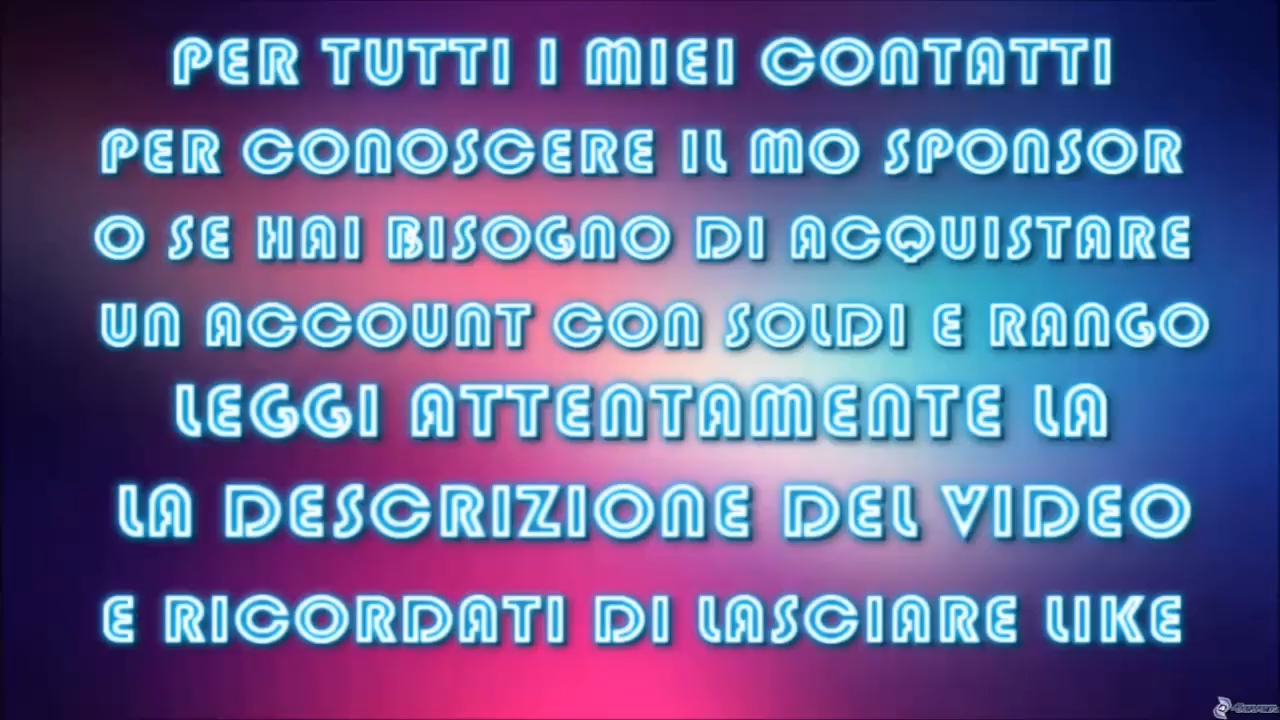 PER TUTTI I MIEI CONTATTI
PER CONOSCERE IL MO SPONSOR
O SE HAI BISOGNO DI ACQUISTARE
UN ACCOUNT CON SOLDI E RANGO
LEGGI ATTENTAMENTE LA
LA DESCRIZIONE DEL VIDEO
E RICORDATI DI LASCIARE LIKE